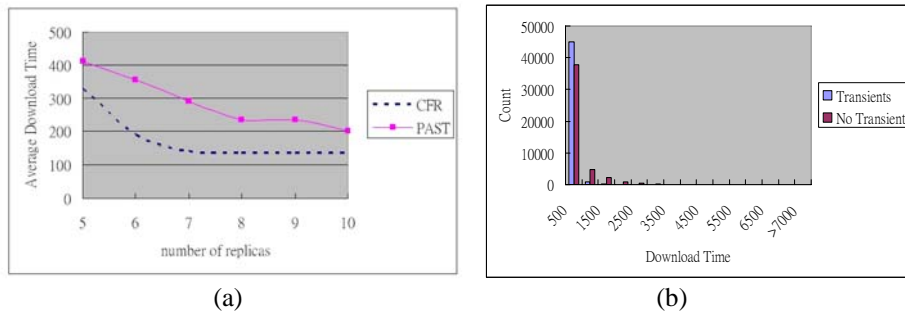 500
400
300
200
100
0
Average Download Time
5 6 7 8 9 10
number of replicas
CFR
PAST
(a)
50000
40000
30000
20000
10000
0
Count
500 1500 2500 3500 4500 5500 6500 >7000
Download Time
Transients
No Transient
(b)